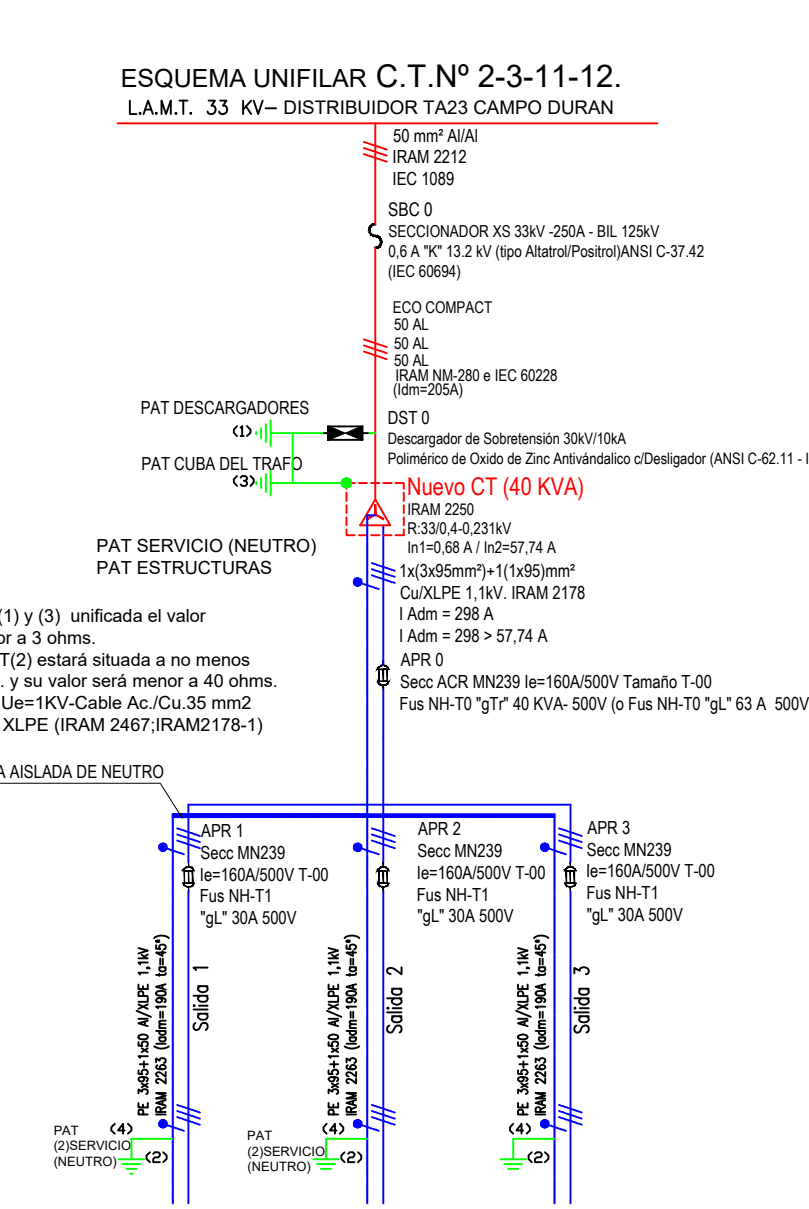 ESQUEMA UNIFILAR C.T.Nº 2-3-11-12.
L.A.M.T. 33 KV– DISTRIBUIDOR TA23 CAMPO DURAN
50 mm² Al/Al
IRAM 2212
IEC 1089
SBC 0
SECCIONADOR XS 33kV -250A - BIL 125kV
0,6 A "K" 13.2 kV (tipo Altatrol/Positrol)ANSI C-37.42
(IEC 60694)
ECO COMPACT
50 AL
50 AL
50 AL
IRAM NM-280 e IEC 60228
(Idm=205A)
PAT DESCARGADORES
(1)
DST 0
Descargador de Sobretensión 30kV/10kA
Polimérico de Oxido de Zinc Antivándalico c/Desligador (ANSI C-62.11 - I
PAT CUBA DEL TRAFO
(3)
Nuevo CT (40 KVA)
IRAM 2250
R:33/0,4-0,231kV
In1=0,68 A / In2=57,74 A
PAT SERVICIO (NEUTRO)
PAT ESTRUCTURAS
1x(3x95mm²)+1(1x95)mm²
Cu/XLPE 1,1kV. IRAM 2178
I Adm = 298 A
I Adm = 298 > 57,74 A
(1) y (3) unificada el valor
or a 3 ohms.
T(2) estará situada a no menos
. y su valor será menor a 40 ohms.
Ue=1KV-Cable Ac./Cu.35 mm2
XLPE (IRAM 2467;IRAM2178-1)
APR 0
Secc ACR MN239 Ie=160A/500V Tamaño T-00
Fus NH-T0 "gTr" 40 KVA- 500V (o Fus NH-T0 "gL" 63 A 500V
A AISLADA DE NEUTRO
APR 1
Secc MN239
Ie=160A/500V T-00
Fus NH-T1
"gL" 30A 500V
APR 2
Secc MN239
Ie=160A/500V T-00
Fus NH-T1
"gL" 30A 500V
APR 3
Secc MN239
Ie=160A/500V T-00
Fus NH-T1
"gL" 30A 500V
PE 3x95+1x50 Al/XLPE 1,1kV
IRAM 2263 (Iadm=190A ta=45°)
Salida 1
PE 3x95+1x50 Al/XLPE 1,1kV
IRAM 2263 (Iadm=190A ta=45°)
Salida 2
PE 3x95+1x50 Al/XLPE 1,1kV
IRAM 2263 (Iadm=190A ta=45°)
Salida 3
PAT (4)
(2)SERVICIO
(NEUTRO) (2)
PAT (4)
(2)SERVICIO
(NEUTRO) (2)
(4)
(2)